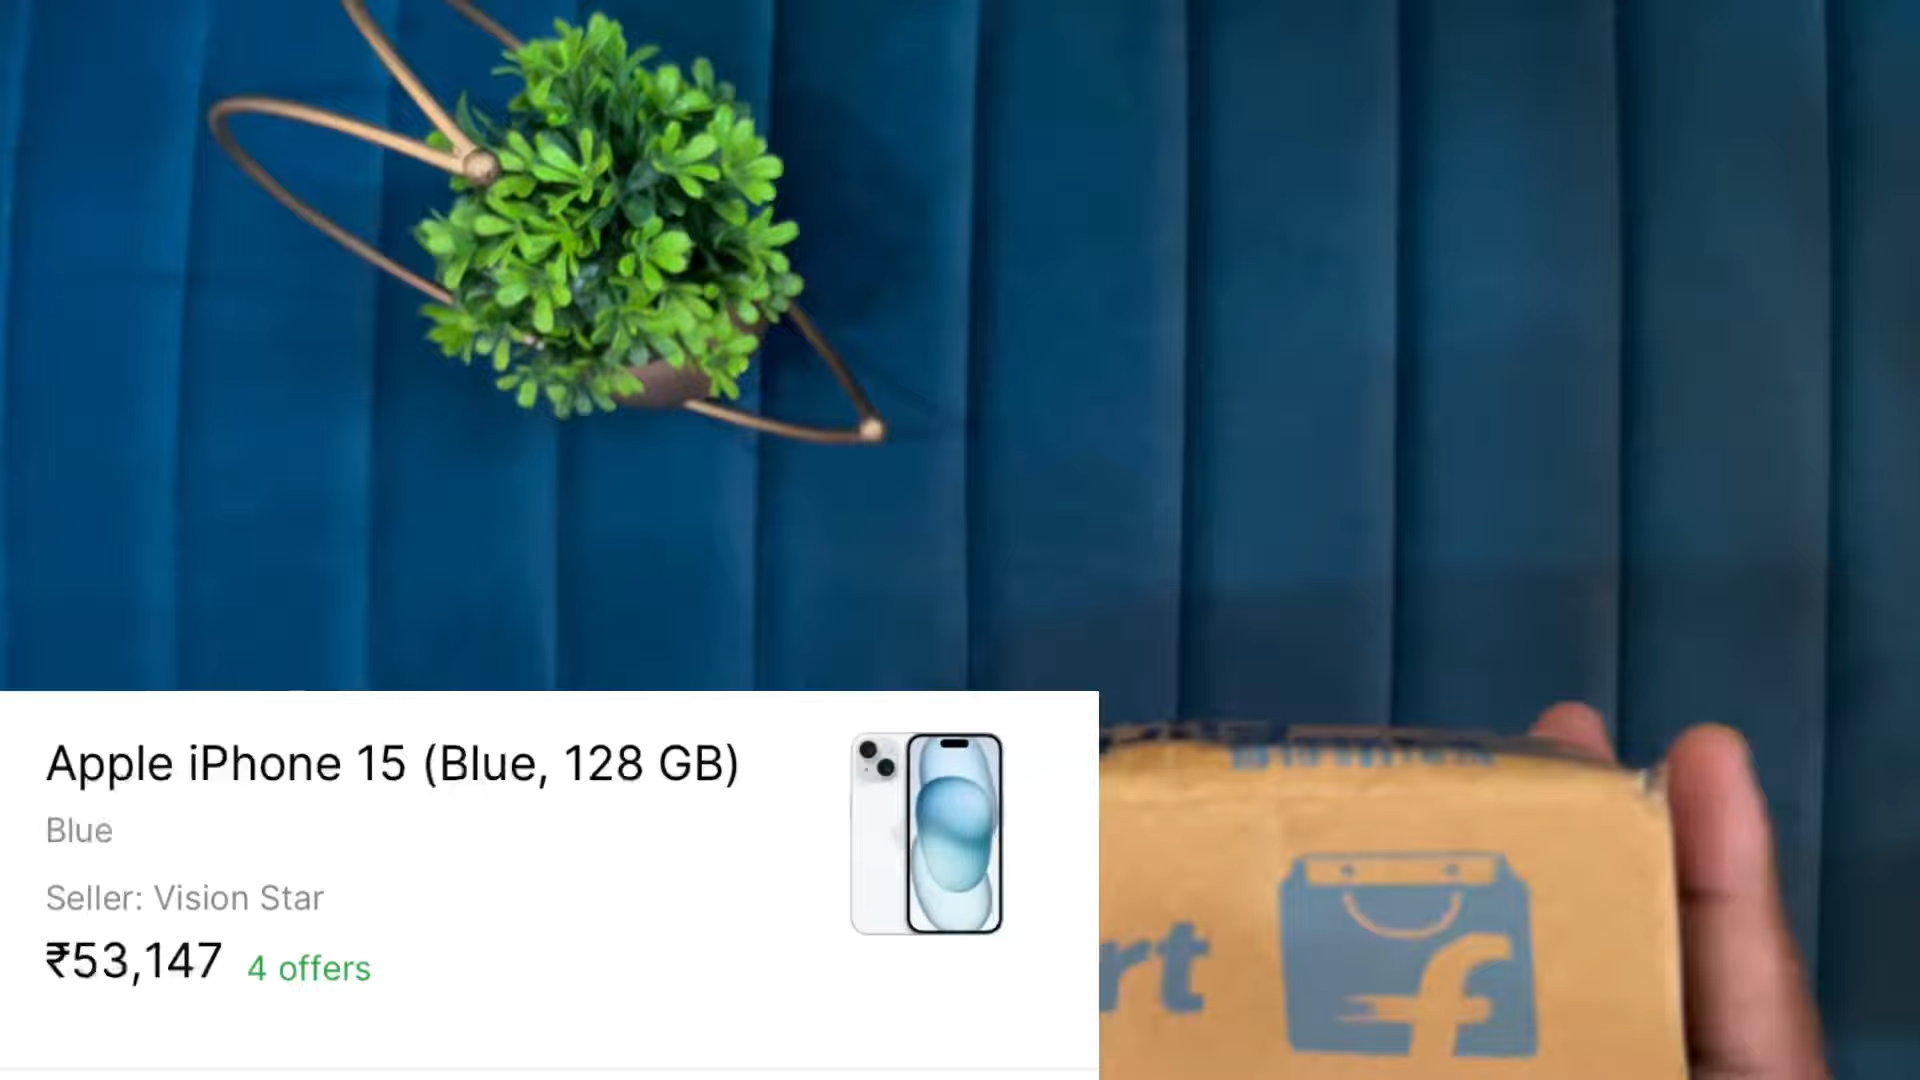 Apple iPhone 15 (Blue, 128 GB)
Blue
Seller: Vision Star
₹53,147 4 offers
rt
f